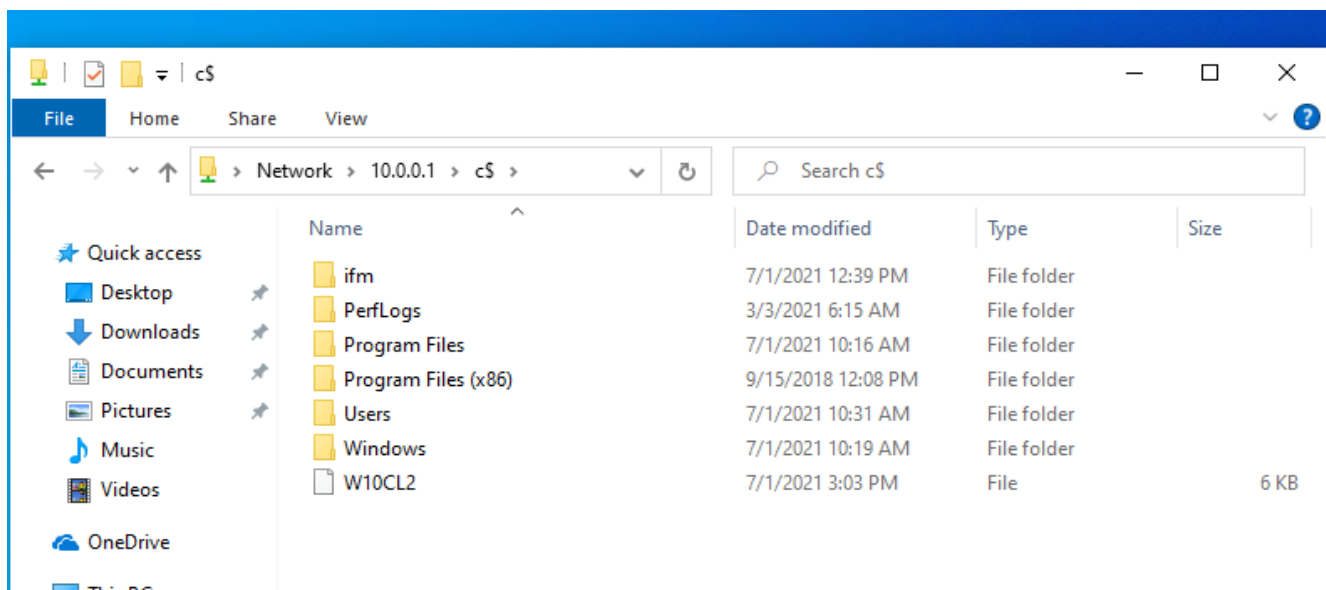 c$
File Home Share View
Network > 10.0.0.1 > c$ >
Search c$
Name Date modified Type Size
Quick access
Desktop
Downloads
Documents
Pictures
Music
Videos
OneDrive
ifm 7/1/2021 12:39 PM File folder
PerfLogs 3/3/2021 6:15 AM File folder
Program Files 7/1/2021 10:16 AM File folder
Program Files (x86) 9/15/2018 12:08 PM File folder
Users 7/1/2021 10:31 AM File folder
Windows 7/1/2021 10:19 AM File folder
W10CL2 7/1/2021 3:03 PM File 6 KB